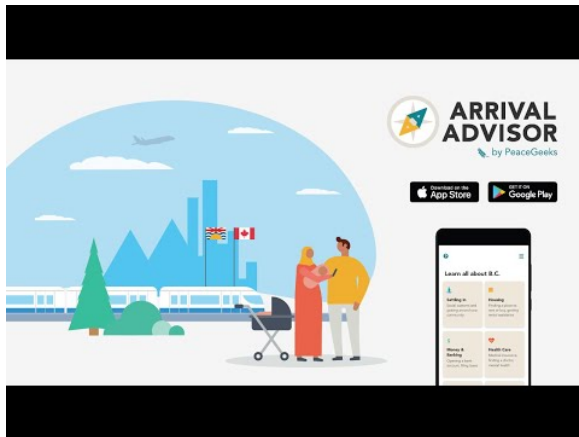 ARRIVAL
ADVISOR
by PeaceGeeks
Download on the
App Store
GET IT ON
Google Play
Learn all about B.C.
Settling In
Housing
Money &
Banking
Health Care